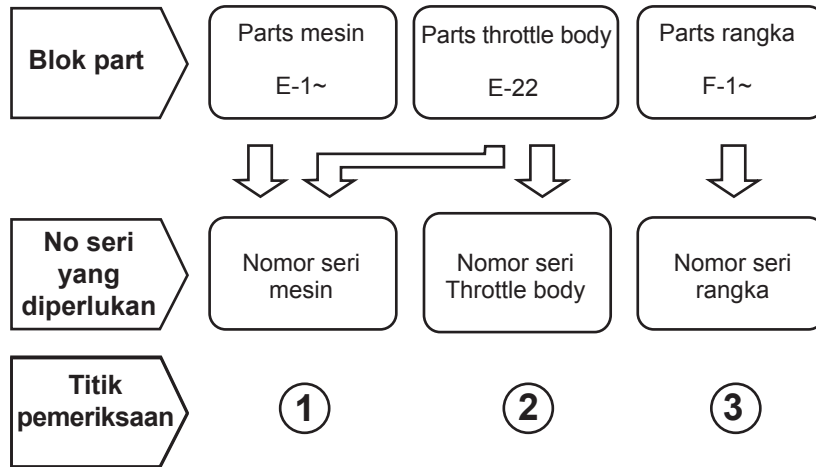 Blok part
Parts mesin
E-1~
Parts throttle body
E-22
Parts rangka
F-1~
No seri
yang
diperlukan
Nomor seri
mesin
Nomor seri
Throttle body
Nomor seri
rangka
Titik
pemeriksaan
1
2
3